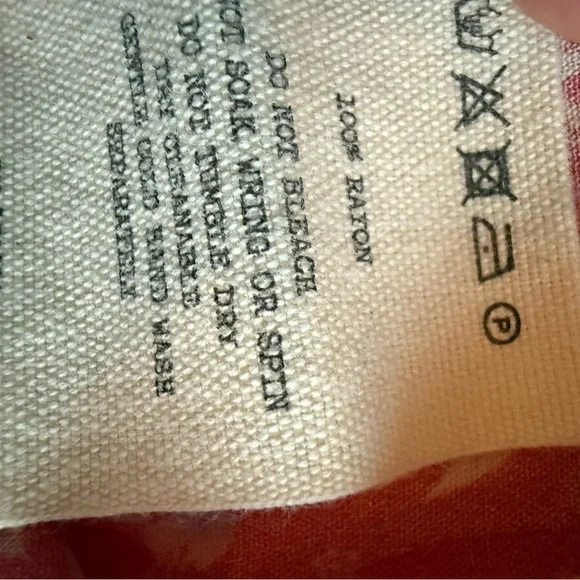 P
100% RAYON
DO NOT BLEACH
NOT SOAK WRING OR SPIN
DO NOT TUMBLE DRY
DRY CLEANABLE
GENTLE COLD HAND WASH
SEPARATELY